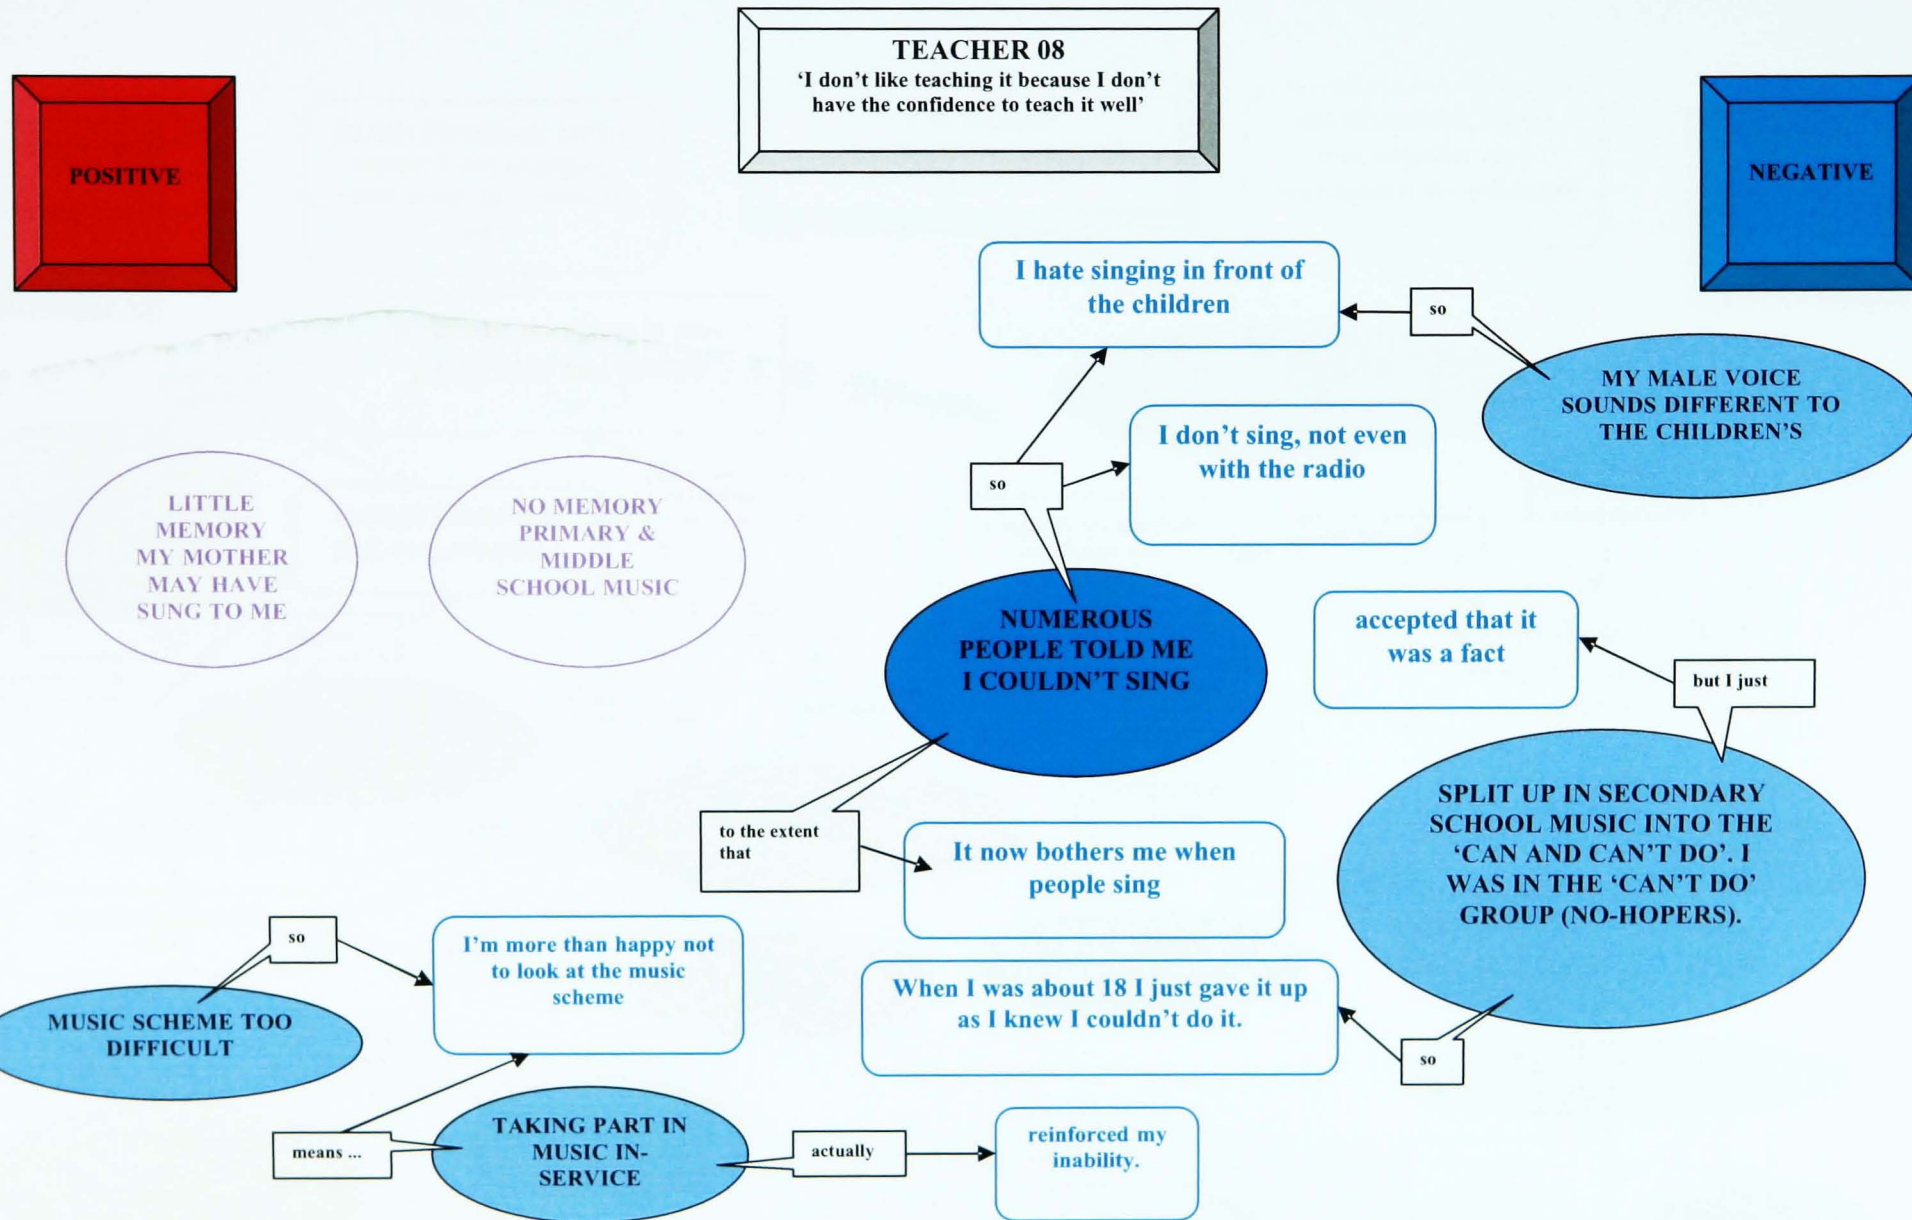 TEACHER 08
‘I don’t like teaching it because I don’t
have the confidence to teach it well’
POSITIVE
NEGATIVE
I hate singing in front of
the children
so
MY MALE VOICE
SOUNDS DIFFERENT TO
THE CHILDREN’S
I don’t sing, not even
with the radio
so
LITTLE
MEMORY
MY MOTHER
MAY HAVE
SUNG TO ME
NO MEMORY
PRIMARY &
MIDDLE
SCHOOL MUSIC
NUMEROUS
PEOPLE TOLD ME
I COULDN’T SING
accepted that it
was a fact
but I just
SPLIT UP IN SECONDARY
SCHOOL MUSIC INTO THE
‘CAN AND CAN’T DO’. I
WAS IN THE ‘CAN’T DO’
GROUP (NO-HOPERS).
to the extent
that
It now bothers me when
people sing
so
I’m more than happy not
to look at the music
scheme
When I was about 18 I just gave it up
as I knew I couldn’t do it.
so
MUSIC SCHEME TOO
DIFFICULT
means ...
TAKING PART IN
MUSIC IN-
SERVICE
actually
reinforced my
inability.